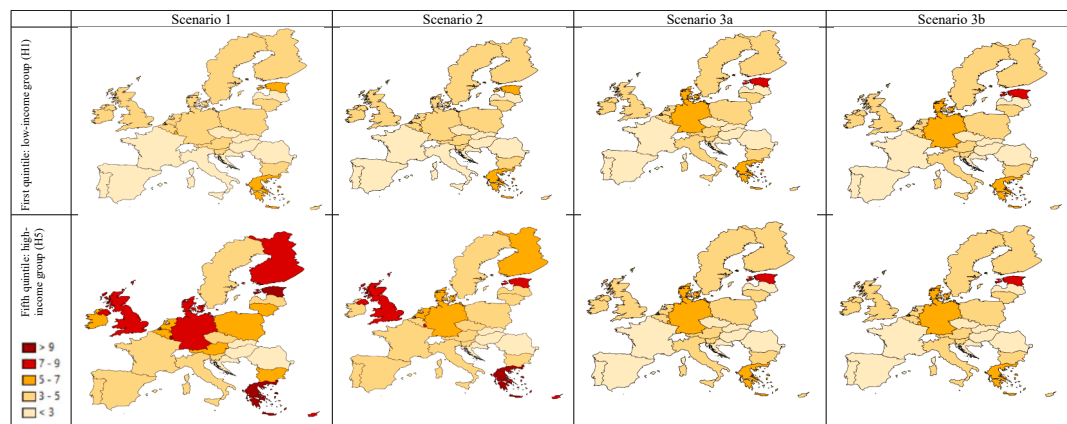 Scenario 1
Scenario 2
Scenario 3a
Scenario 3b
First quintile: low-income group (H1)
Fifth quintile: high-
income group (H5)
> 9
7 - 9
5 - 7
3 - 5
< 3